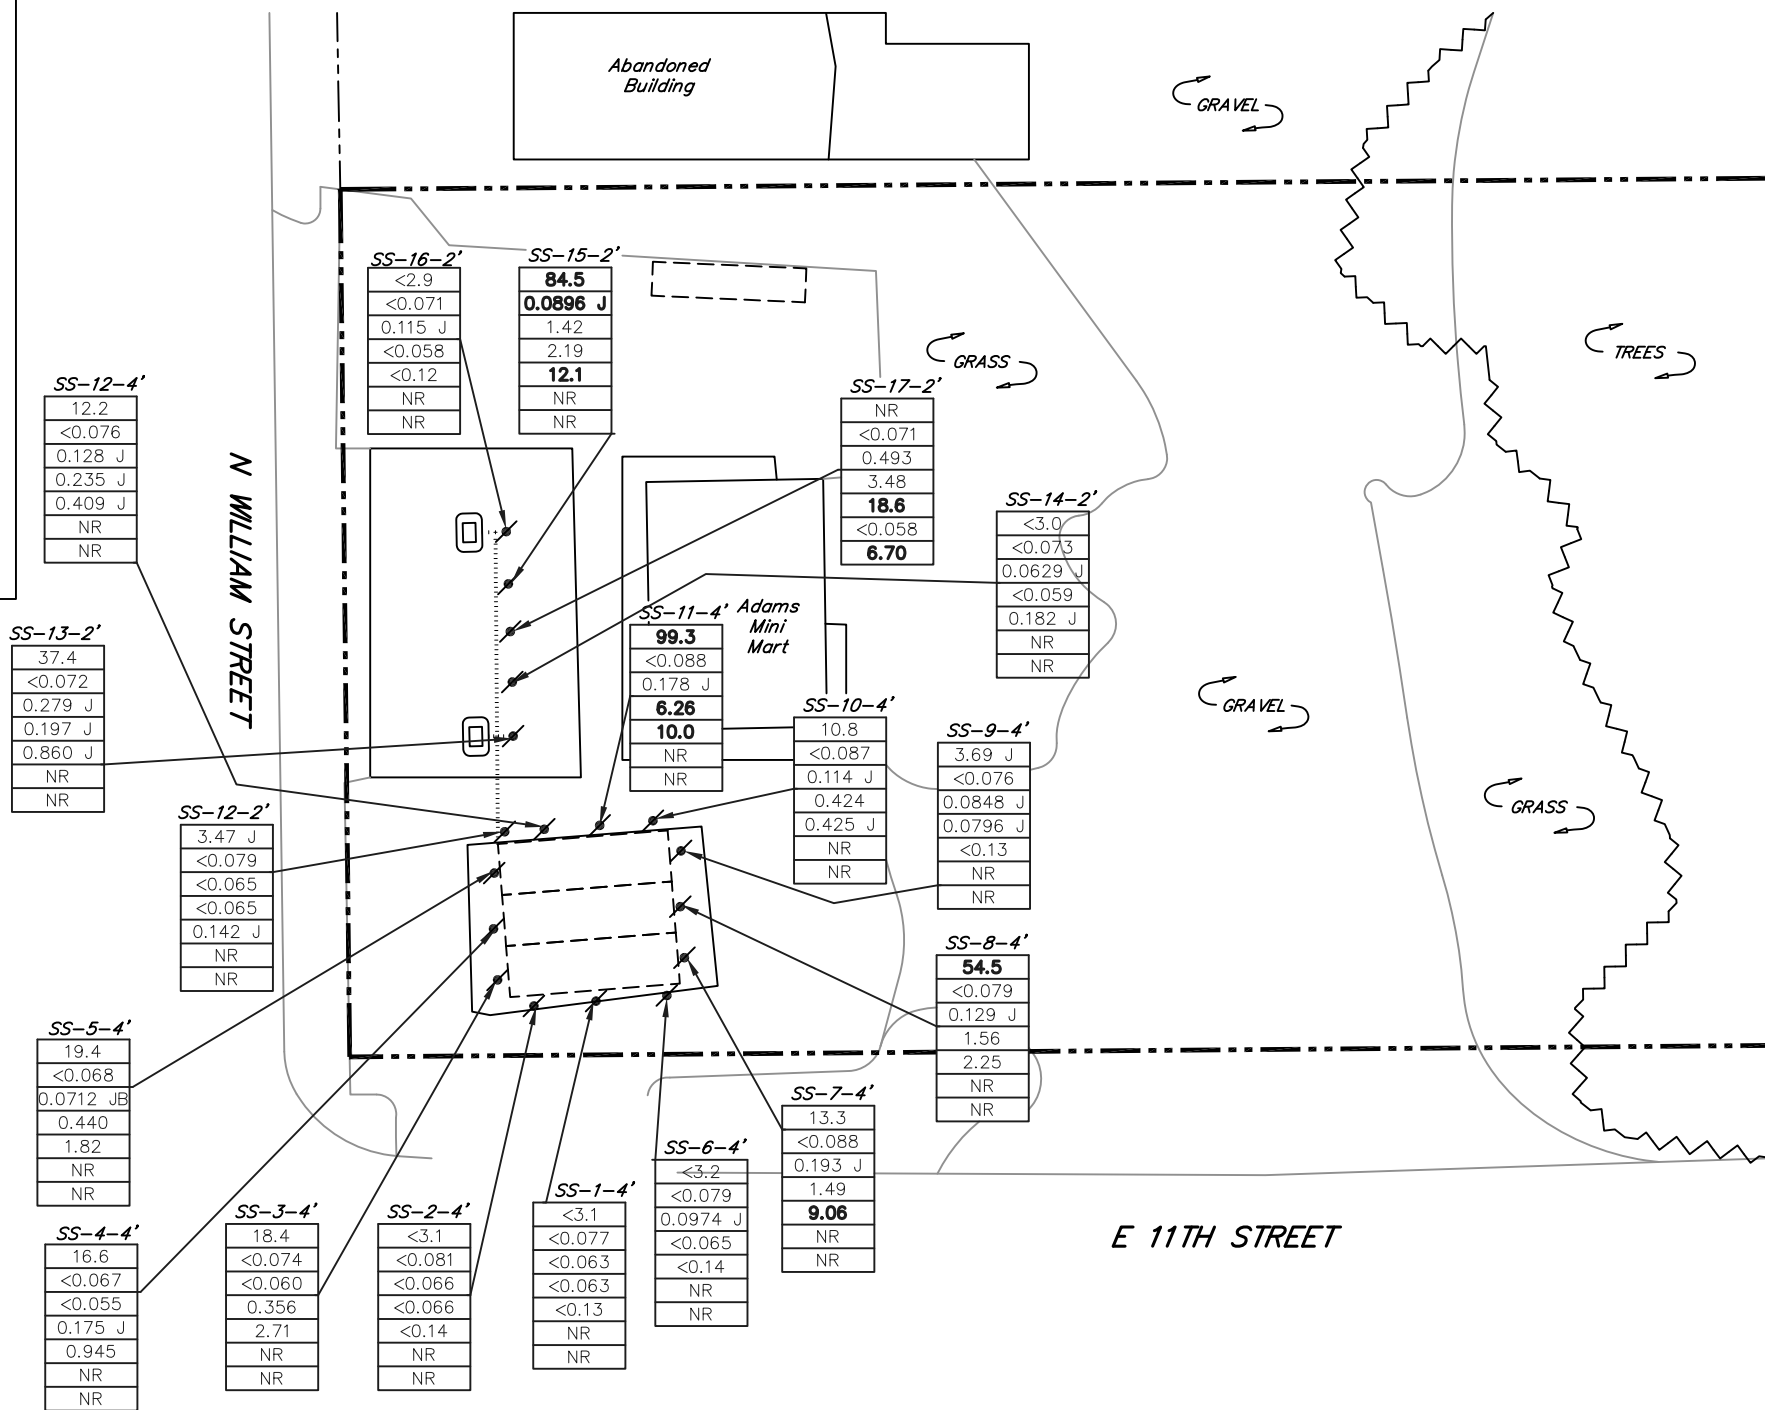 Abandoned
Building
GRAVEL
SS-16-2'
<2.9
<0.071
0.115 J
<0.058
<0.12
NR
NR
SS-15-2'
84.5
0.0896 J
1.42
2.19
12.1
NR
NR
GRASS
TREES
SS-12-4'
12.2
<0.076
0.128 J
0.235 J
0.409 J
NR
NR
SS-17-2'
NR
<0.071
0.493
3.48
18.6
<0.058
6.70
N WILLIAM STREET
SS-14-2'
<3.0
<0.073
0.0629 J
<0.059
0.182 J
NR
NR
SS-13-2'
37.4
<0.072
0.279 J
0.197 J
0.860 J
NR
NR
SS-11-4'
99.3
<0.088
0.178 J
6.26
10.0
NR
NR
Adams
Mini
Mart
SS-10-4'
10.8
<0.087
0.114 J
0.424
0.425 J
NR
NR
GRAVEL
SS-9-4'
3.69 J
<0.076
0.0848 J
0.0796 J
<0.13
NR
NR
GRASS
SS-12-2'
3.47 J
<0.079
<0.065
<0.065
0.142 J
NR
NR
SS-8-4'
54.5
<0.079
0.129 J
1.56
2.25
NR
NR
SS-5-4'
19.4
<0.068
0.0712 JB
0.440
1.82
NR
NR
SS-7-4'
13.3
<0.088
0.193 J
1.49
9.06
NR
NR
SS-6-4'
<3.2
<0.079
0.0974 J
<0.065
<0.14
NR
NR
SS-1-4'
<3.1
<0.077
<0.063
<0.063
<0.13
NR
NR
SS-2-4'
<3.1
<0.081
<0.066
<0.066
<0.14
NR
NR
SS-3-4'
18.4
<0.074
<0.060
0.356
2.71
NR
NR
SS-4-4'
16.6
<0.067
<0.055
0.175 J
0.945
NR
NR
E 11TH STREET